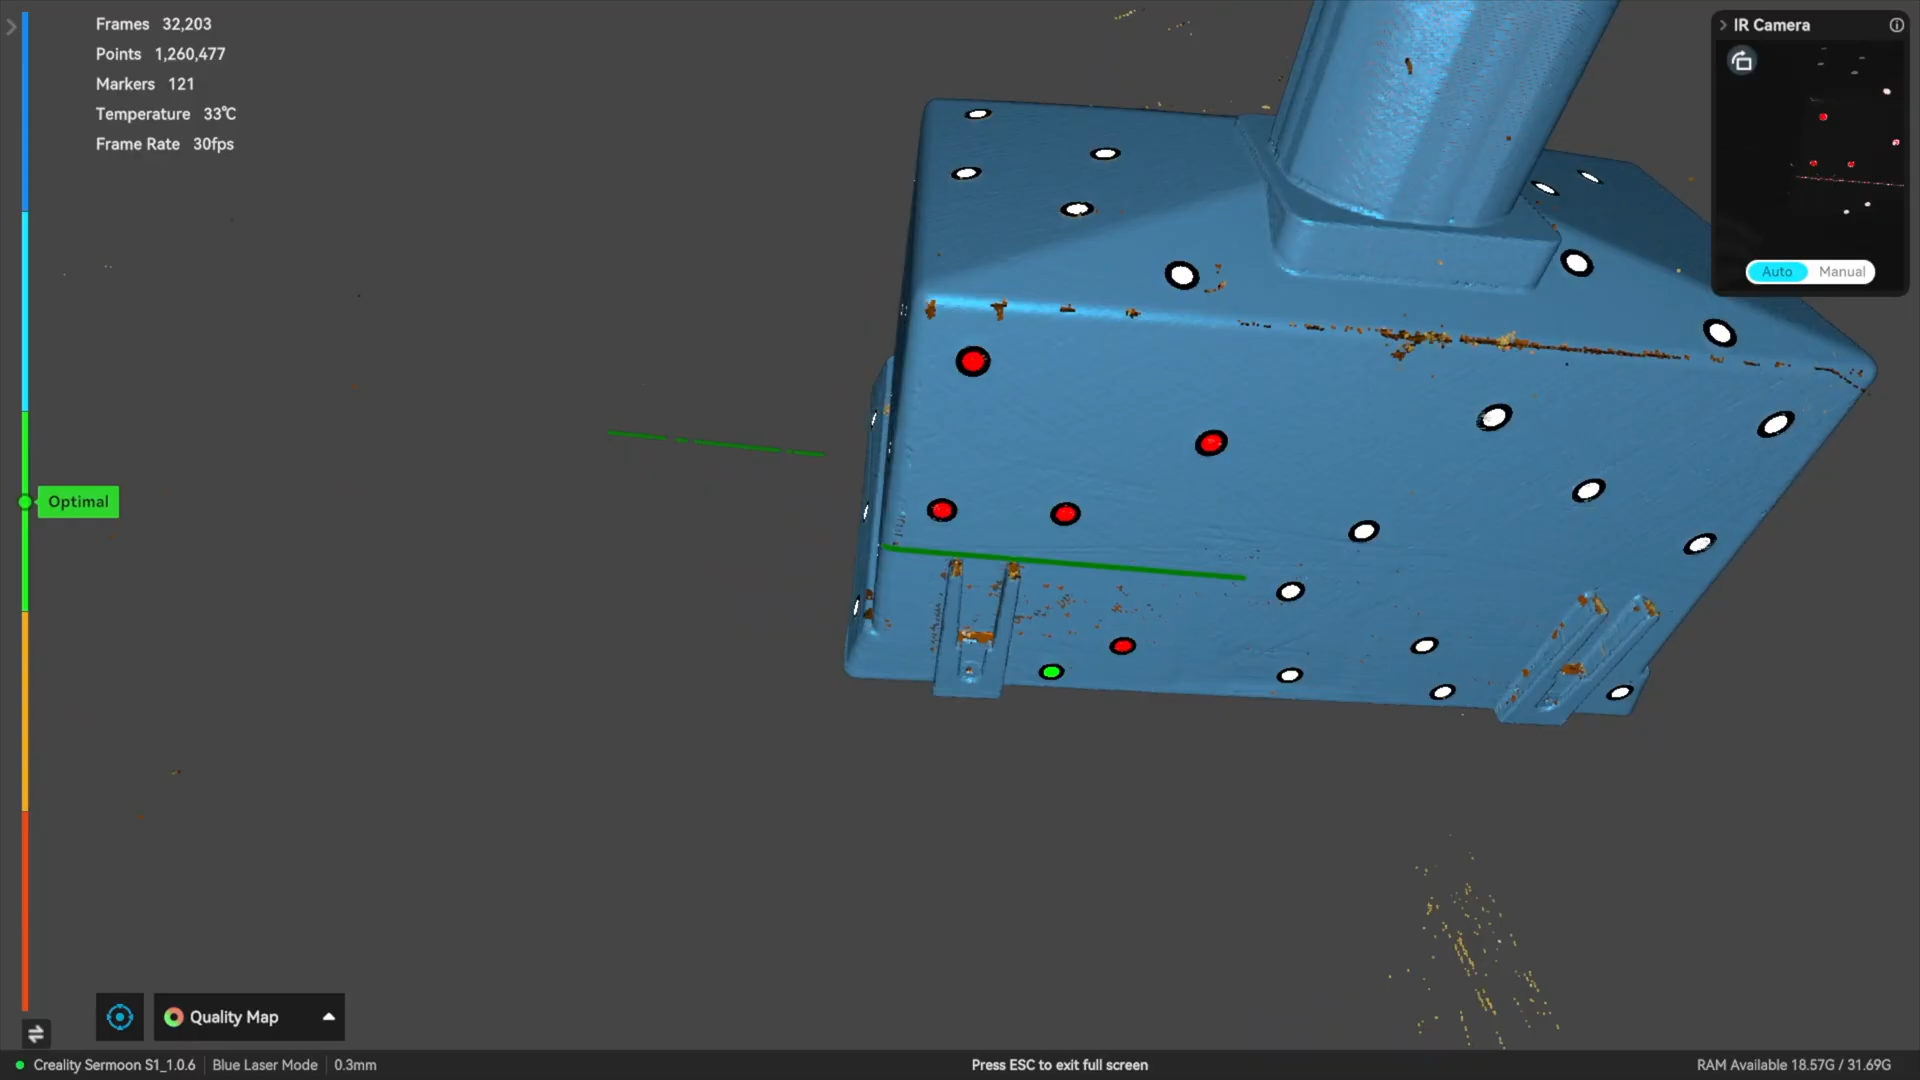 Frames 32,203
Points 1,260,477
Markers 121
Temperature 33℃
Frame Rate 30fps
IR Camera
Auto Manual
Optimal
Quality Map
Creality Sermoon S1_1.0.6 Blue Laser Mode 0.3mm
Press ESC to exit full screen
RAM Available 18.57G / 31.69G